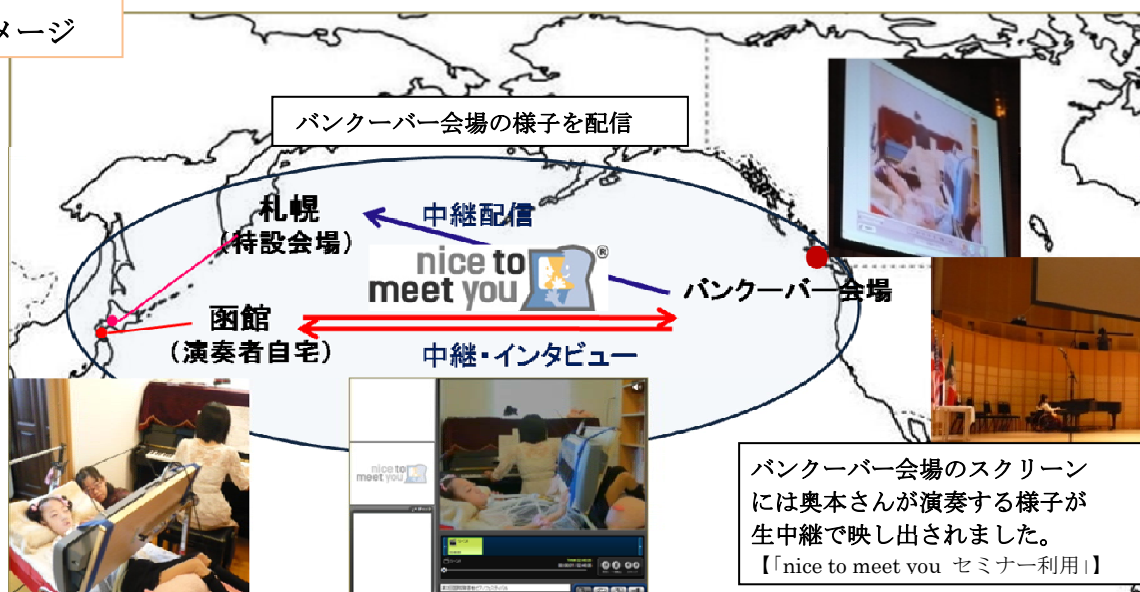 メージ
バンクーバー会場の様子を配信
札幌
(特設会場)
中継配信
nice to
meet you
®
バンクーバー会場
函館
(演奏者自宅)
中継・インタビュー
nice to
meet you
バンクーバー会場のスクリーン
には奥本さんが演奏する様子が
生中継で映し出されました。
【「nice to meet you セミナー利用」】